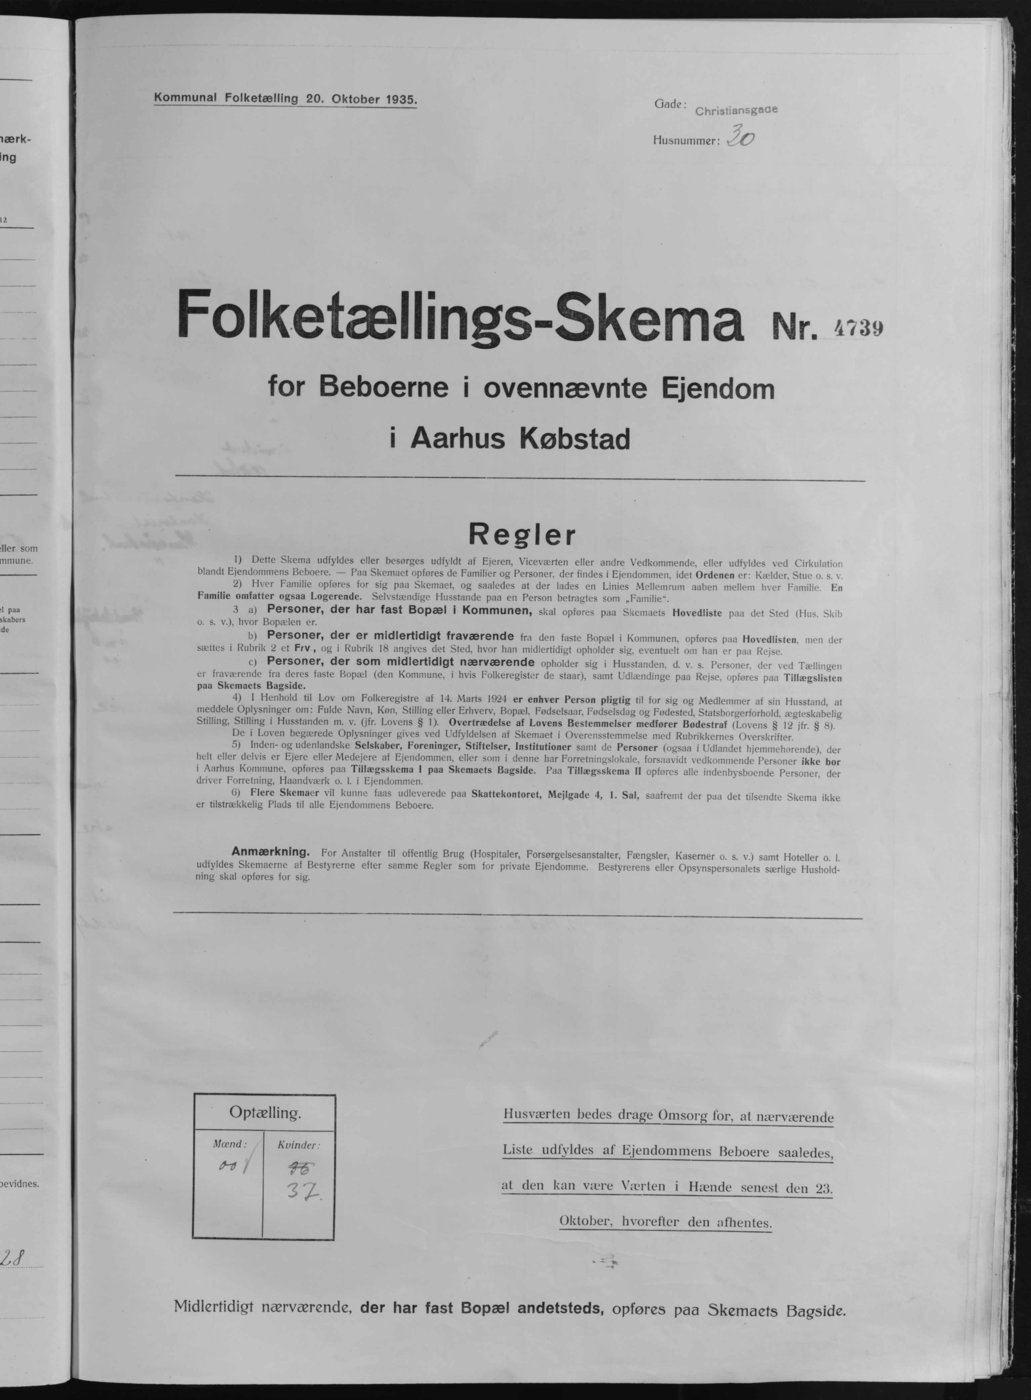 Kommunal Folketælling 20. Oktober 1935.
Gade: Christiansgade
Husnummer: 30
Folketællings-Skema Nr. 4739
for Beboerne i ovennævnte Ejendom
i Aarhus Købstad
Regler
1) Dette Skema udfyldes eller besørges udfyldt af Ejeren, Viceværten eller andre Vedkommende, eller udfyldes ved Cirkulation
blandt Ejendommens Beboere. — Paa Skemaet opføres de Familier og Personer, der findes i Ejendommen, idet Ordenen er: Kælder, Stue o. s. v.
2) Hver Familie opføres for sig paa Skemaet, og saaledes at der lades en Linies Mellemrum aaben mellem hver Familie. En
Familie omfatter ogsaa Logerende. Selvstændige Husstande paa en Person betragtes som „Familie“.
3 a) Personer, der har fast Bopæl i Kommunen, skal opføres paa Skemaets Hovedliste paa det Sted (Hus, Skib
o. s. v.), hvor Bopælen er.
b) Personer, der er midlertidigt fraværende fra den faste Bopæl i Kommunen, opføres paa Hovedlisten, men der
sættes i Rubrik 2 et Frv., og i Rubrik 18 angives det Sted, hvor han midlertidigt opholder sig, eventuelt om han er paa Rejse.
c) Personer, der som midlertidigt nærværende opholder sig i Husstanden, d. v. s. Personer, der ved Tællingen
er fraværende fra deres faste Bopæl (den Kommune, i hvis Folkeregister de staar), samt Udlændinge paa Rejse, opføres paa Tillægslisten
paa Skemaets Bagside.
4) I Henhold til Lov om Folkeregistre af 14. Marts 1924 er enhver Person pligtig til for sig og Medlemmer af sin Husstand, at
meddele Oplysninger om: Fulde Navn, Køn, Stilling eller Erhverv, Bopæl, Fødselsaar, Fødselsdag og Fødested, Statsborgerforhold, ægteskabelig
Stilling, Stilling i Husstanden m. v. (jfr. Lovens § 1). Overtrædelse af Lovens Bestemmelser medfører Bødestraf (Lovens § 12 jfr. § 8).
De i Loven begærede Oplysninger gives ved Udfyldelsen af Skemaet i Overensstemmelse med Rubrikkernes Overskrifter.
5) Inden- og udenlandske Selskaber, Foreninger, Stiftelser, Institutioner samt de Personer (ogsaa i Udlandet hjemmehørende), der
helt eller delvis er Ejere eller Medejere af Ejendommen, eller som i denne har Forretningslokale, forsaavidt vedkommende Personer ikke bor
i Aarhus Kommune, opføres paa Tillægsskema I paa Skemaets Bagside. Paa Tillægsskema II opføres alle indenbysboende Personer, der
driver Forretning, Haandværk o. l. i Ejendommen.
6) Flere Skemaer vil kunne faas udleverede paa Skattekontoret, Mejlgade 4, 1. Sal, saafremt der paa det tilsendte Skema ikke
er tilstrækkelig Plads til alle Ejendommens Beboere.
Anmærkning. For Anstalter til offentlig Brug (Hospitaler, Forsørgelsesanstalter, Fængsler, Kaserner o. s. v.) samt Hoteller o. l.
udfyldes Skemaerne af Bestyrerne efter samme Regler som for private Ejendomme. Bestyrerens eller Opsynspersonalets særlige Hushold-
ning skal opføres for sig.
Optælling.
Mænd: Kvinder:
37.
Husværten bedes drage Omsorg for, at nærværende
Liste udfyldes af Ejendommens Beboere saaledes,
at den kan være Værten i Hænde senest den 23.
Oktober, hvorefter den afhentes.
Midlertidigt nærværende, der har fast Bopæl andetsteds, opføres paa Skemaets Bagside.